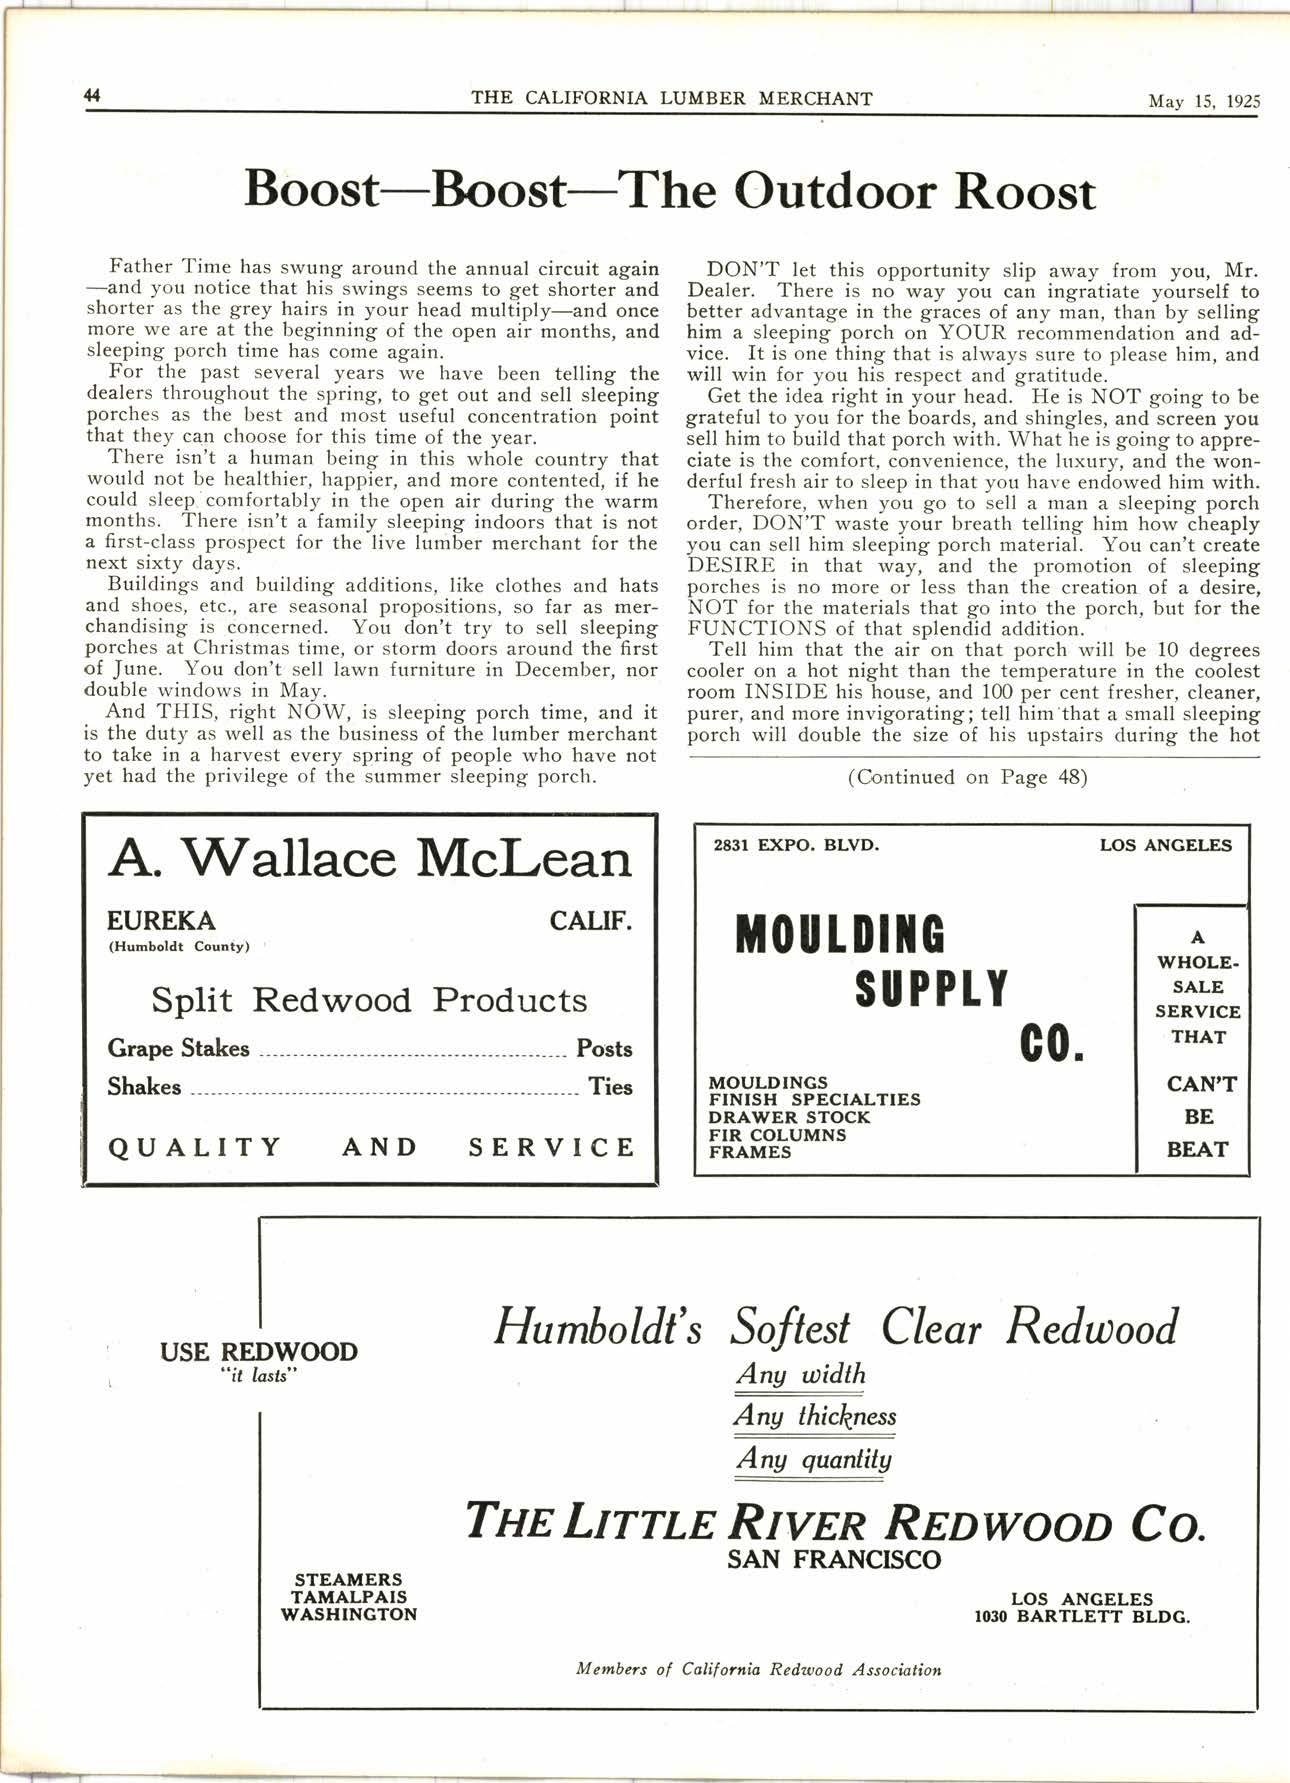 44
THE CALIFORNIA LUMBER MERCHANT
May 15, 1925
Boost—Boost—The Outdoor Roost
Father Time has swung around the annual circuit again
—and you notice that his swings seems to get shorter and
shorter as the grey hairs in your head multiply—and once
more we are at the beginning of the open air months, and
sleeping porch time has come again.
For the past several years we have been telling the
dealers throughout the spring, to get out and sell sleeping
porches as the best and most useful concentration point
that they can choose for this time of the year.
There isn't a human being in this whole country that
would not be healthier, happier, and more contented, if he
could sleep comfortably in the open air during the warm
months. There isn't a family sleeping indoors that is not
a first-class prospect for the live lumber merchant for the
next sixty days.
Buildings and building additions, like clothes and hats
and shoes, etc., are seasonal propositions, so far as mer-
chandising is concerned. You don't try to sell sleeping
porches at Christmas time, or storm doors around the first
of June. You don't sell lawn furniture in December, nor
double windows in May.
And THIS, right NOW, is sleeping porch time, and it
is the duty as well as the business of the lumber merchant
to take in a harvest every spring of people who have not
yet had the privilege of the summer sleeping porch.
DON'T let this opportunity slip away from you, Mr.
Dealer. There is no way you can ingratiate yourself to
better advantage in the graces of any man, than by selling
him a sleeping porch on YOUR recommendation and ad-
vice. It is one thing that is always sure to please him, and
will win for you his respect and gratitude.
Get the idea right in your head. He is NOT going to be
grateful to you for the boards, and shingles, and screen you
sell him to build that porch with. What he is going to appre-
ciate is the comfort, convenience, the luxury, and the won-
derful fresh air to sleep in that you have endowed him with.
Therefore, when you go to sell a man a sleeping porch
order, DON'T waste your breath telling him how cheaply
you can sell him sleeping porch material. You can't create
DESIRE in that way, and the promotion of sleeping
porches is no more or less than the creation of a desire,
NOT for the materials that go into the porch, but for the
FUNCTIONS of that splendid addition.
Tell him that the air on that porch will be 10 degrees
cooler on a hot night than the temperature in the coolest
room INSIDE his house, and 100 per cent fresher, cleaner,
purer, and more invigorating; tell him that a small sleeping
porch will double the size of his upstairs during the hot
(Continued on Page 48)
A. Wallace McLean
EUREKA CALIF.
(Humboldt County)
Split Redwood Products
Grape Stakes Posts
Shakes Ties
QUALITY AND SERVICE
2831 EXPO. BLVD. LOS ANGELES
MOULDING
SUPPLY
CO.
MOULDINGS
FINISH SPECIALTIES
DRAWER STOCK
FIR COLUMNS
FRAMES
A
WHOLE-
SALE
SERVICE
THAT
CAN'T
BE
BEAT
USE REDWOOD
"it lasts"
Humboldt's Softest Clear Redwood
Any width
Any thickness
Any quantity
THE LITTLE RIVER REDWOOD CO.
SAN FRANCISCO
STEAMERS
TAMALPAIS
WASHINGTON
LOS ANGELES
1030 BARTLETT BLDG.
Members of California Redwood Association